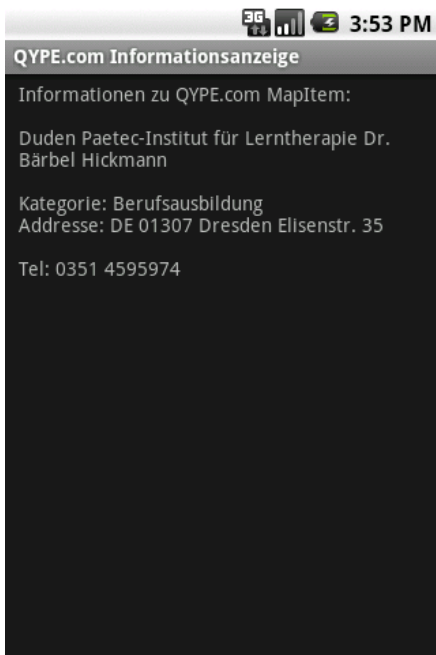 3G 3:53 PM
QYPE.com Informationsanzeige
Informationen zu QYPE.com MapItem:
Duden Paetec-Institut für Lerntherapie Dr.
Bärbel Hickmann
Kategorie: Berufsausbildung
Addresse: DE 01307 Dresden Elisenstr. 35
Tel: 0351 4595974